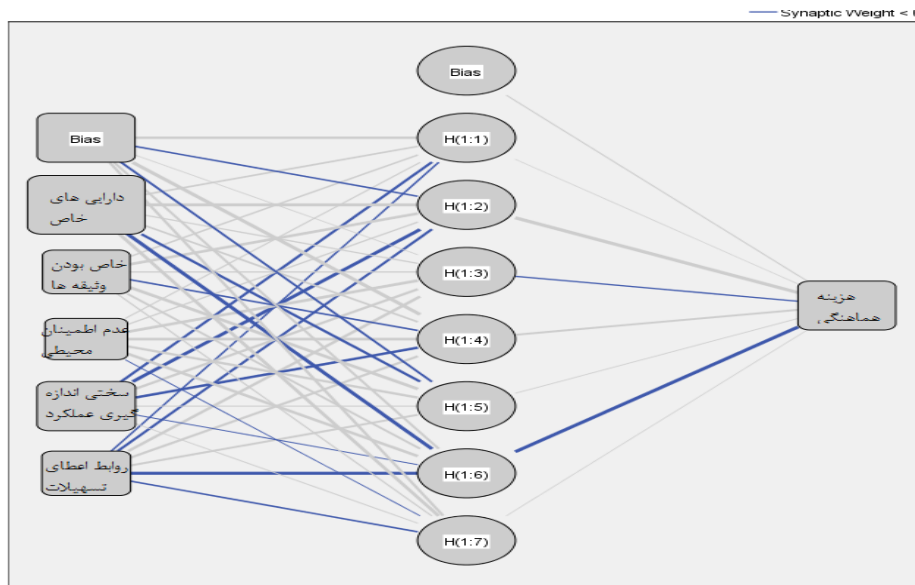 Synaptic Weight <
Bias
Bias
H(1:1)
دارایی های
خاص
H(1:2)
خاص بودن
وثیقه ها
H(1:3)
هزینه
هماهنگی
عدم اطمینان
محیطی
H(1:4)
سختی اندازه
گیری عملکرد
H(1:5)
روابط اعطای
تسهیلات
H(1:6)
H(1:7)